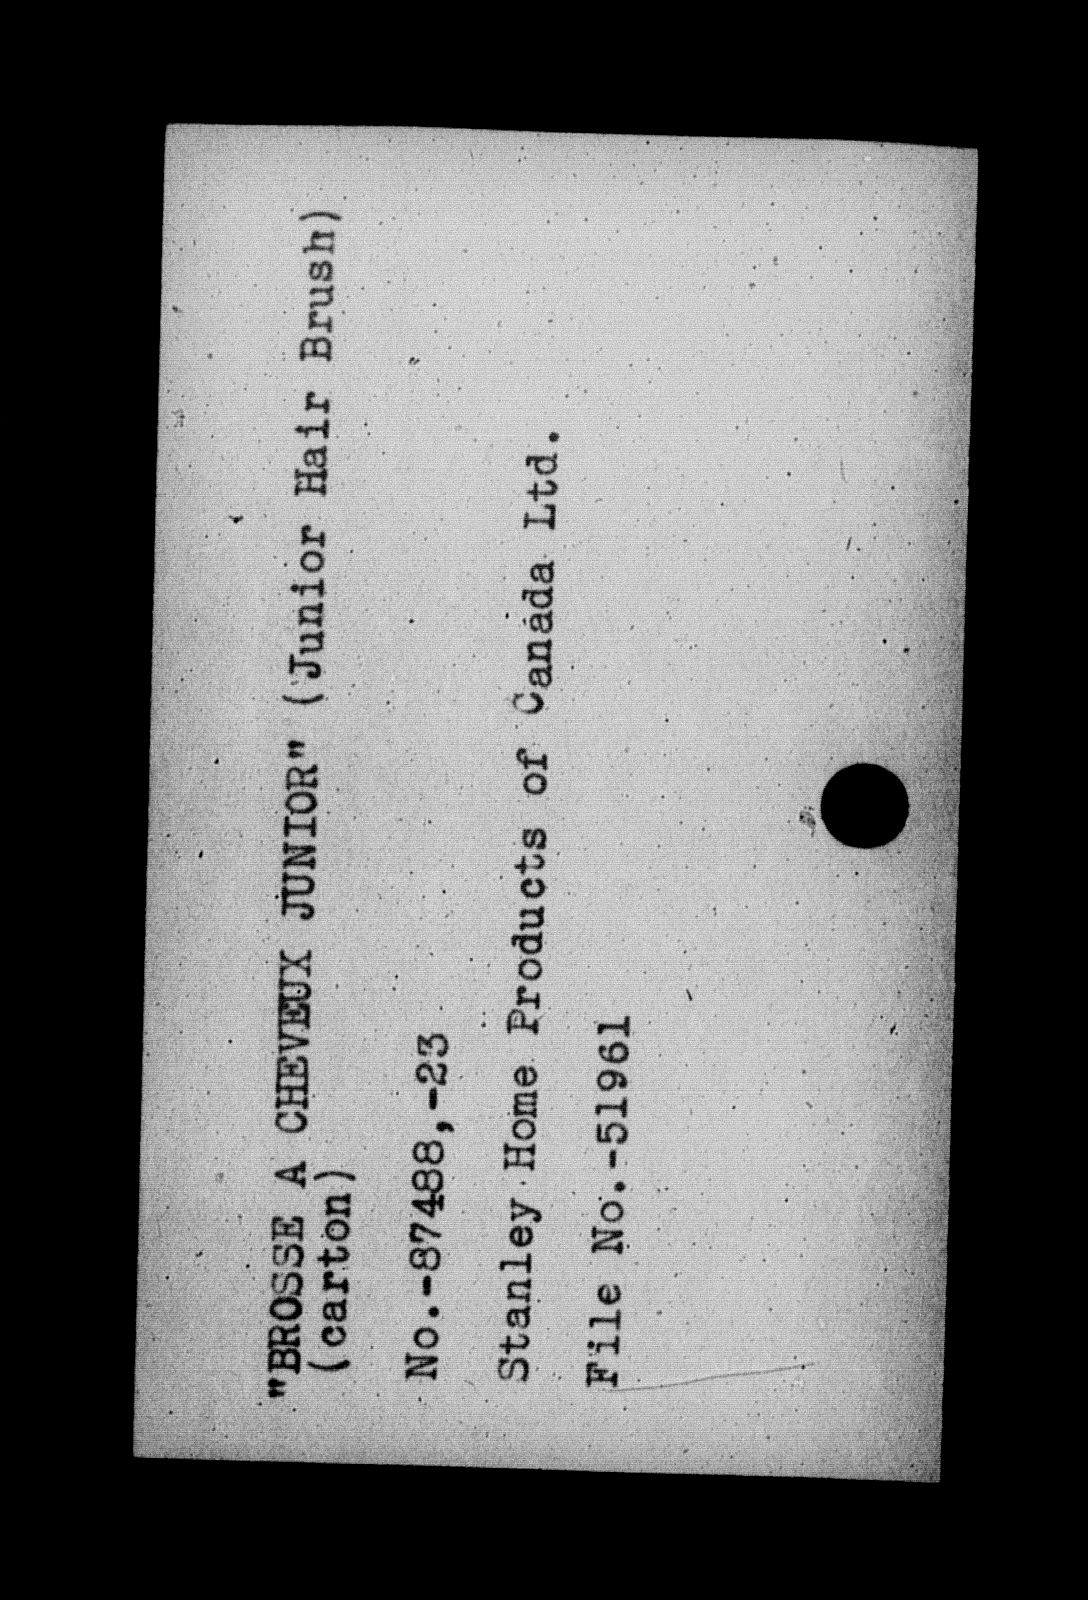 "BROSSE A CHEVEUX JUNIOR" (Junior Hair Brush)
(carton)
No.-87488,-23
Stanley Home Products of Canada Ltd.
File No.-51961